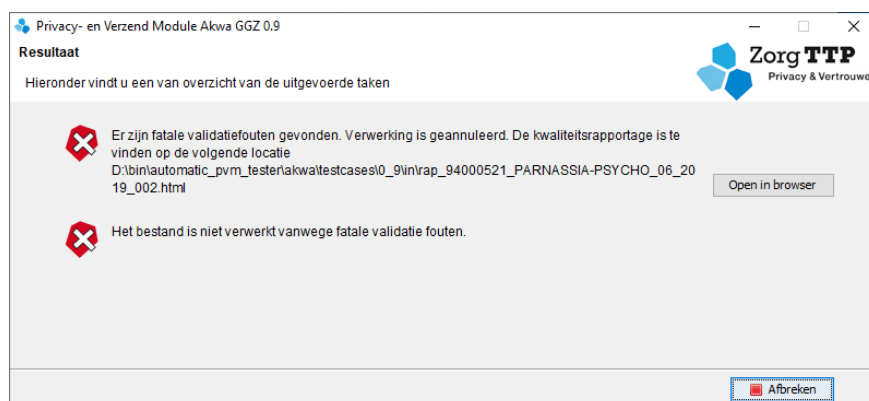 Privacy- en Verzend Module Akwa GGZ 0.9
Resultaat
Hieronder vindt u een van overzicht van de uitgevoerde taken
Zorg TTP
Privacy & Vertrouwe
Er zijn fatale validatiefouten gevonden. Verwerking is geannuleerd. De kwaliteitsrapportage is te
vinden op de volgende locatie
D:\bin\automatic_pvm_tester\akwa\testcases\0_9\in\rap_94000521_PARNASSIA-PSYCHO_06_20
19_002.html
Open in browser
Het bestand is niet verwerkt vanwege fatale validatie fouten.
Afbreken